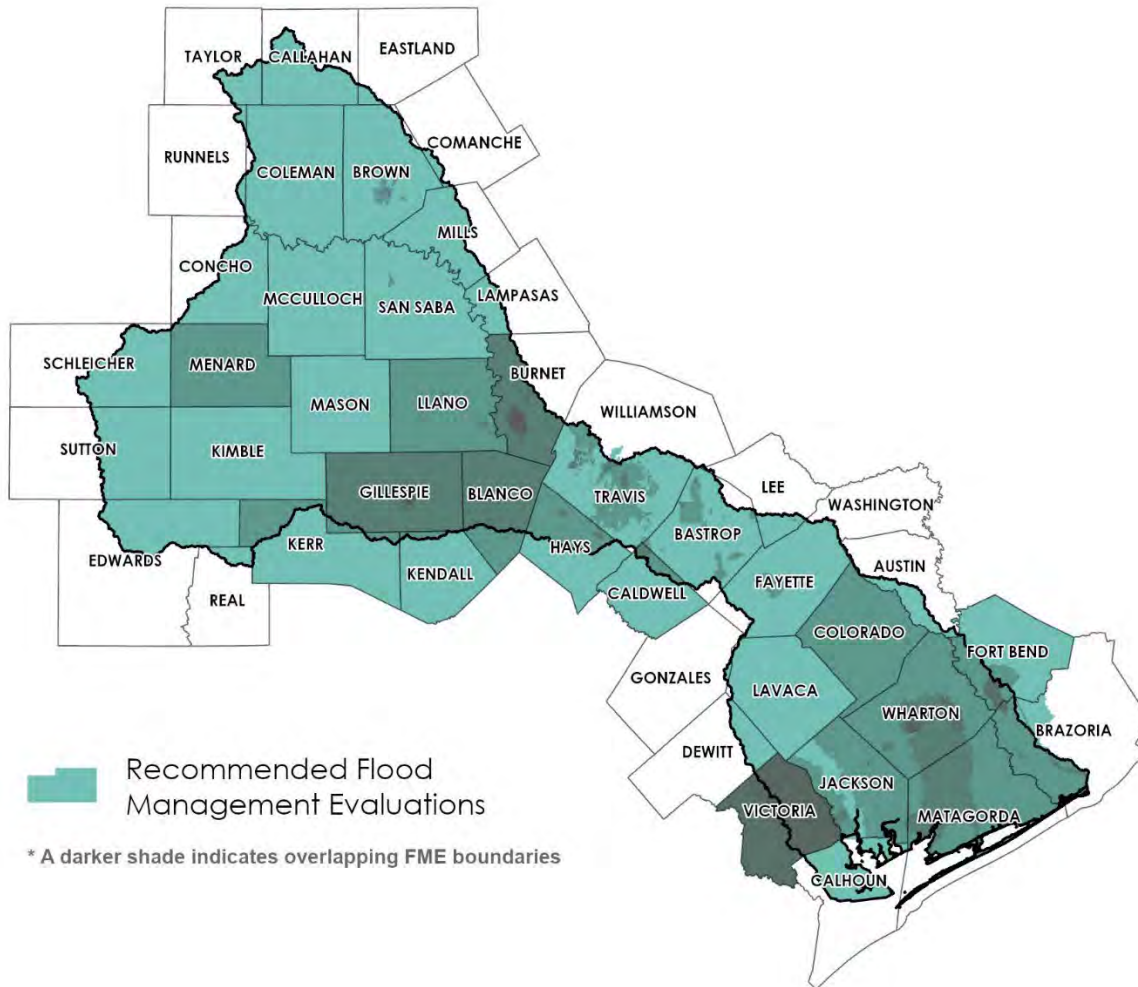 TAYLOR
CALLAHAN
EASTLAND
RUNNELS
COLEMAN
BROWN
COMANCHE
MILLS
CONCHO
MCCULLOCH
SAN SABA
LAMPASAS
SCHLEICHER
MENARD
BURNET
MASON
LLANO
WILLIAMSON
SUTTON
KIMBLE
GILLESPIE
BLANCO
TRAVIS
LEE
WASHINGTON
BASTROP
EDWARDS
KERR
HAYS
AUSTIN
REAL
KENDALL
CALDWELL
FAYETTE
COLORADO
FORT BEND
GONZALES
LAVACA
WHARTON
BRAZORIA
DEWITT
JACKSON
VICTORIA
MATAGORDA
CALHOUN
Recommended Flood
Management Evaluations
* A darker shade indicates overlapping FME boundaries